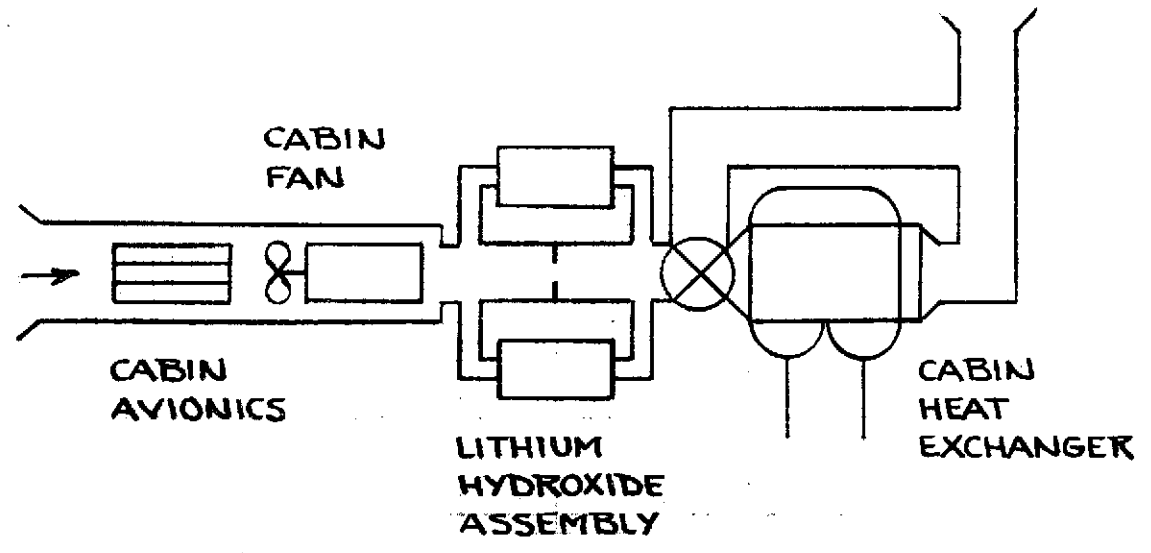 CABIN
FAN
CABIN
AVIONICS
LITHIUM
HYDROXIDE
ASSEMBLY
CABIN
HEAT
EXCHANGER